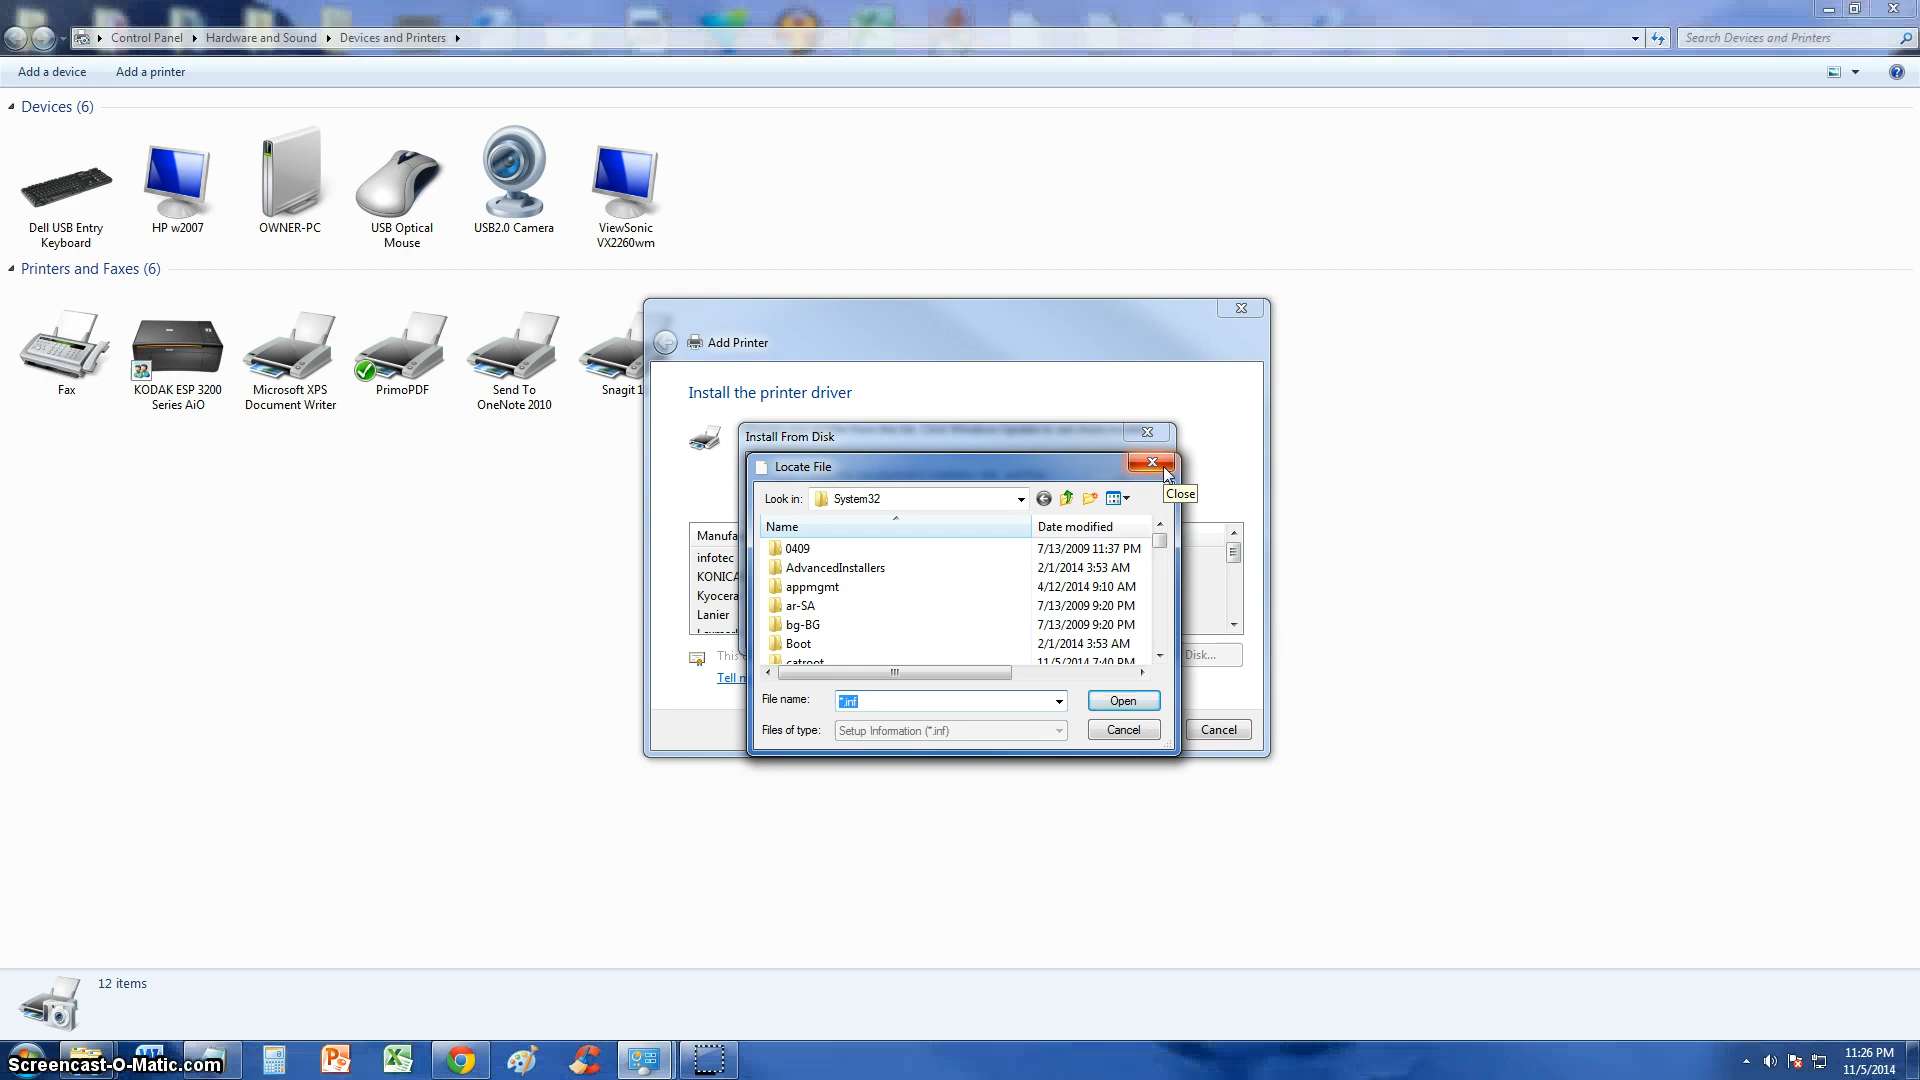 Control Panel
Hardware and Sound
Devices and Printers
Search Devices and Printers
Add a device
Add a printer
Devices (6)
Dell USB Entry
Keyboard
HP w2007
OWNER-PC
USB Optical
Mouse
USB2.0 Camera
ViewSonic
VX2260wm
Printers and Faxes (6)
Fax
KODAK ESP 3200
Series AiO
Microsoft XPS
Document Writer
PrimoPDF
Send To
OneNote 2010
Snagit 1
Add Printer
Install the printer driver
Install From Disk
Locate File
Close
Look in:
System32
Name
Date modified
0409
7/13/2009 11:37 PM
AdvancedInstallers
2/1/2014 3:53 AM
appmgmt
4/12/2014 9:10 AM
ar-SA
7/13/2009 9:20 PM
bg-BG
7/13/2009 9:20 PM
Boot
2/1/2014 3:53 AM
catroot
11/5/2014 7:40 PM
Manufa
infotec
KONICA
Kyocera
Lanier
This
Tell m
Disk...
File name:
*.inf
Open
Files of type:
Setup Information (*.inf)
Cancel
Cancel
12 items
Screencast-O-Matic.com
11:26 PM
11/5/2014